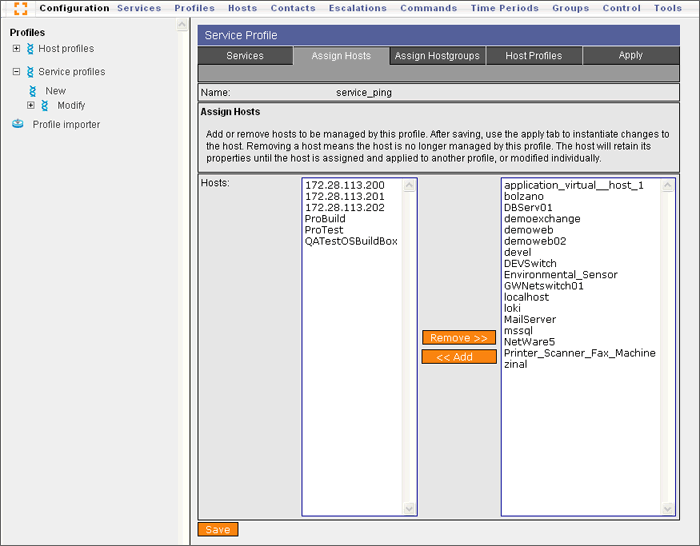 Configuration Services Profiles Hosts Contacts Escalations Commands Time Periods Groups Control Tools
Profiles
Host profiles
Service profiles
New
Modify
Profile importer
Service Profile
Services Assign Hosts Assign Hostgroups Host Profiles Apply
Name: service_ping
Assign Hosts
Add or remove hosts to be managed by this profile. After saving, use the apply tab to instantiate changes to
the host. Removing a host means the host is no longer managed by this profile. The host will retain its
properties until the host is assigned and applied to another profile, or modified individually.
Hosts:
172.28.113.200
172.28.113.201
172.28.113.202
ProBuild
ProTest
QATestOSBuildBox
Remove >>
<< Add
application_virtual__host_1
bolzano
DBServ01
demoexchange
demoweb
demoweb02
devel
DEVSwitch
Environmental_Sensor
GWNetswitch01
localhost
loki
MailServer
mssql
NetWare5
Printer_Scanner_Fax_Machine
zinal
Save